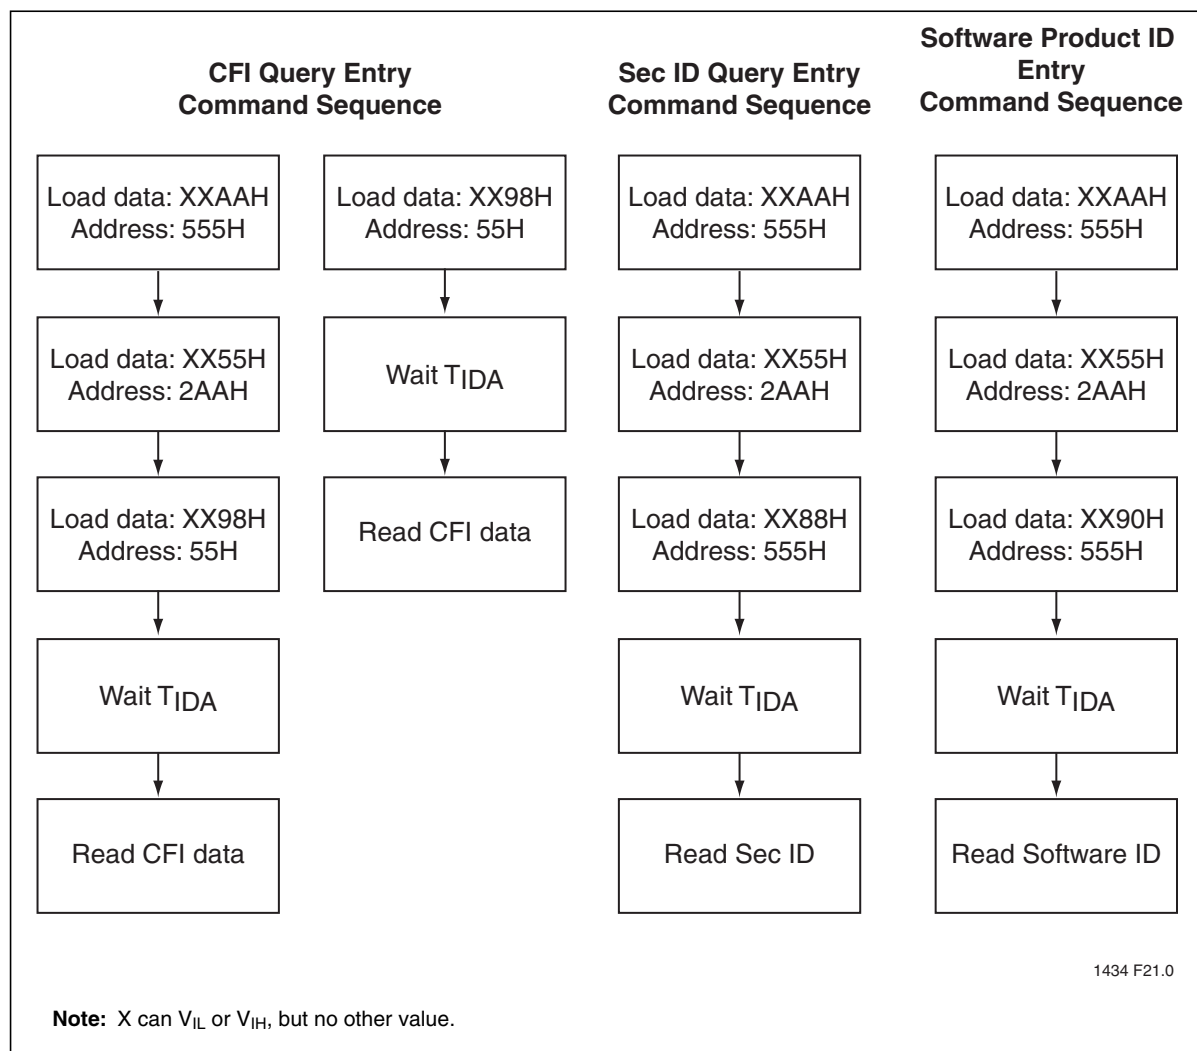 CFI Query Entry
Command Sequence
Load data: XXAAH
Address: 555H
Load data: XX55H
Address: 2AAH
Load data: XX98H
Address: 55H
Wait TIDA
Read CFI data
Load data: XX98H
Address: 55H
Wait TIDA
Read CFI data
Sec ID Query Entry
Command Sequence
Load data: XXAAH
Address: 555H
Load data: XX55H
Address: 2AAH
Load data: XX88H
Address: 555H
Wait TIDA
Read Sec ID
Software Product ID
Entry
Command Sequence
Load data: XXAAH
Address: 555H
Load data: XX55H
Address: 2AAH
Load data: XX90H
Address: 555H
Wait TIDA
Read Software ID
1434 F21.0
Note: X can VIL or VIH, but no other value.